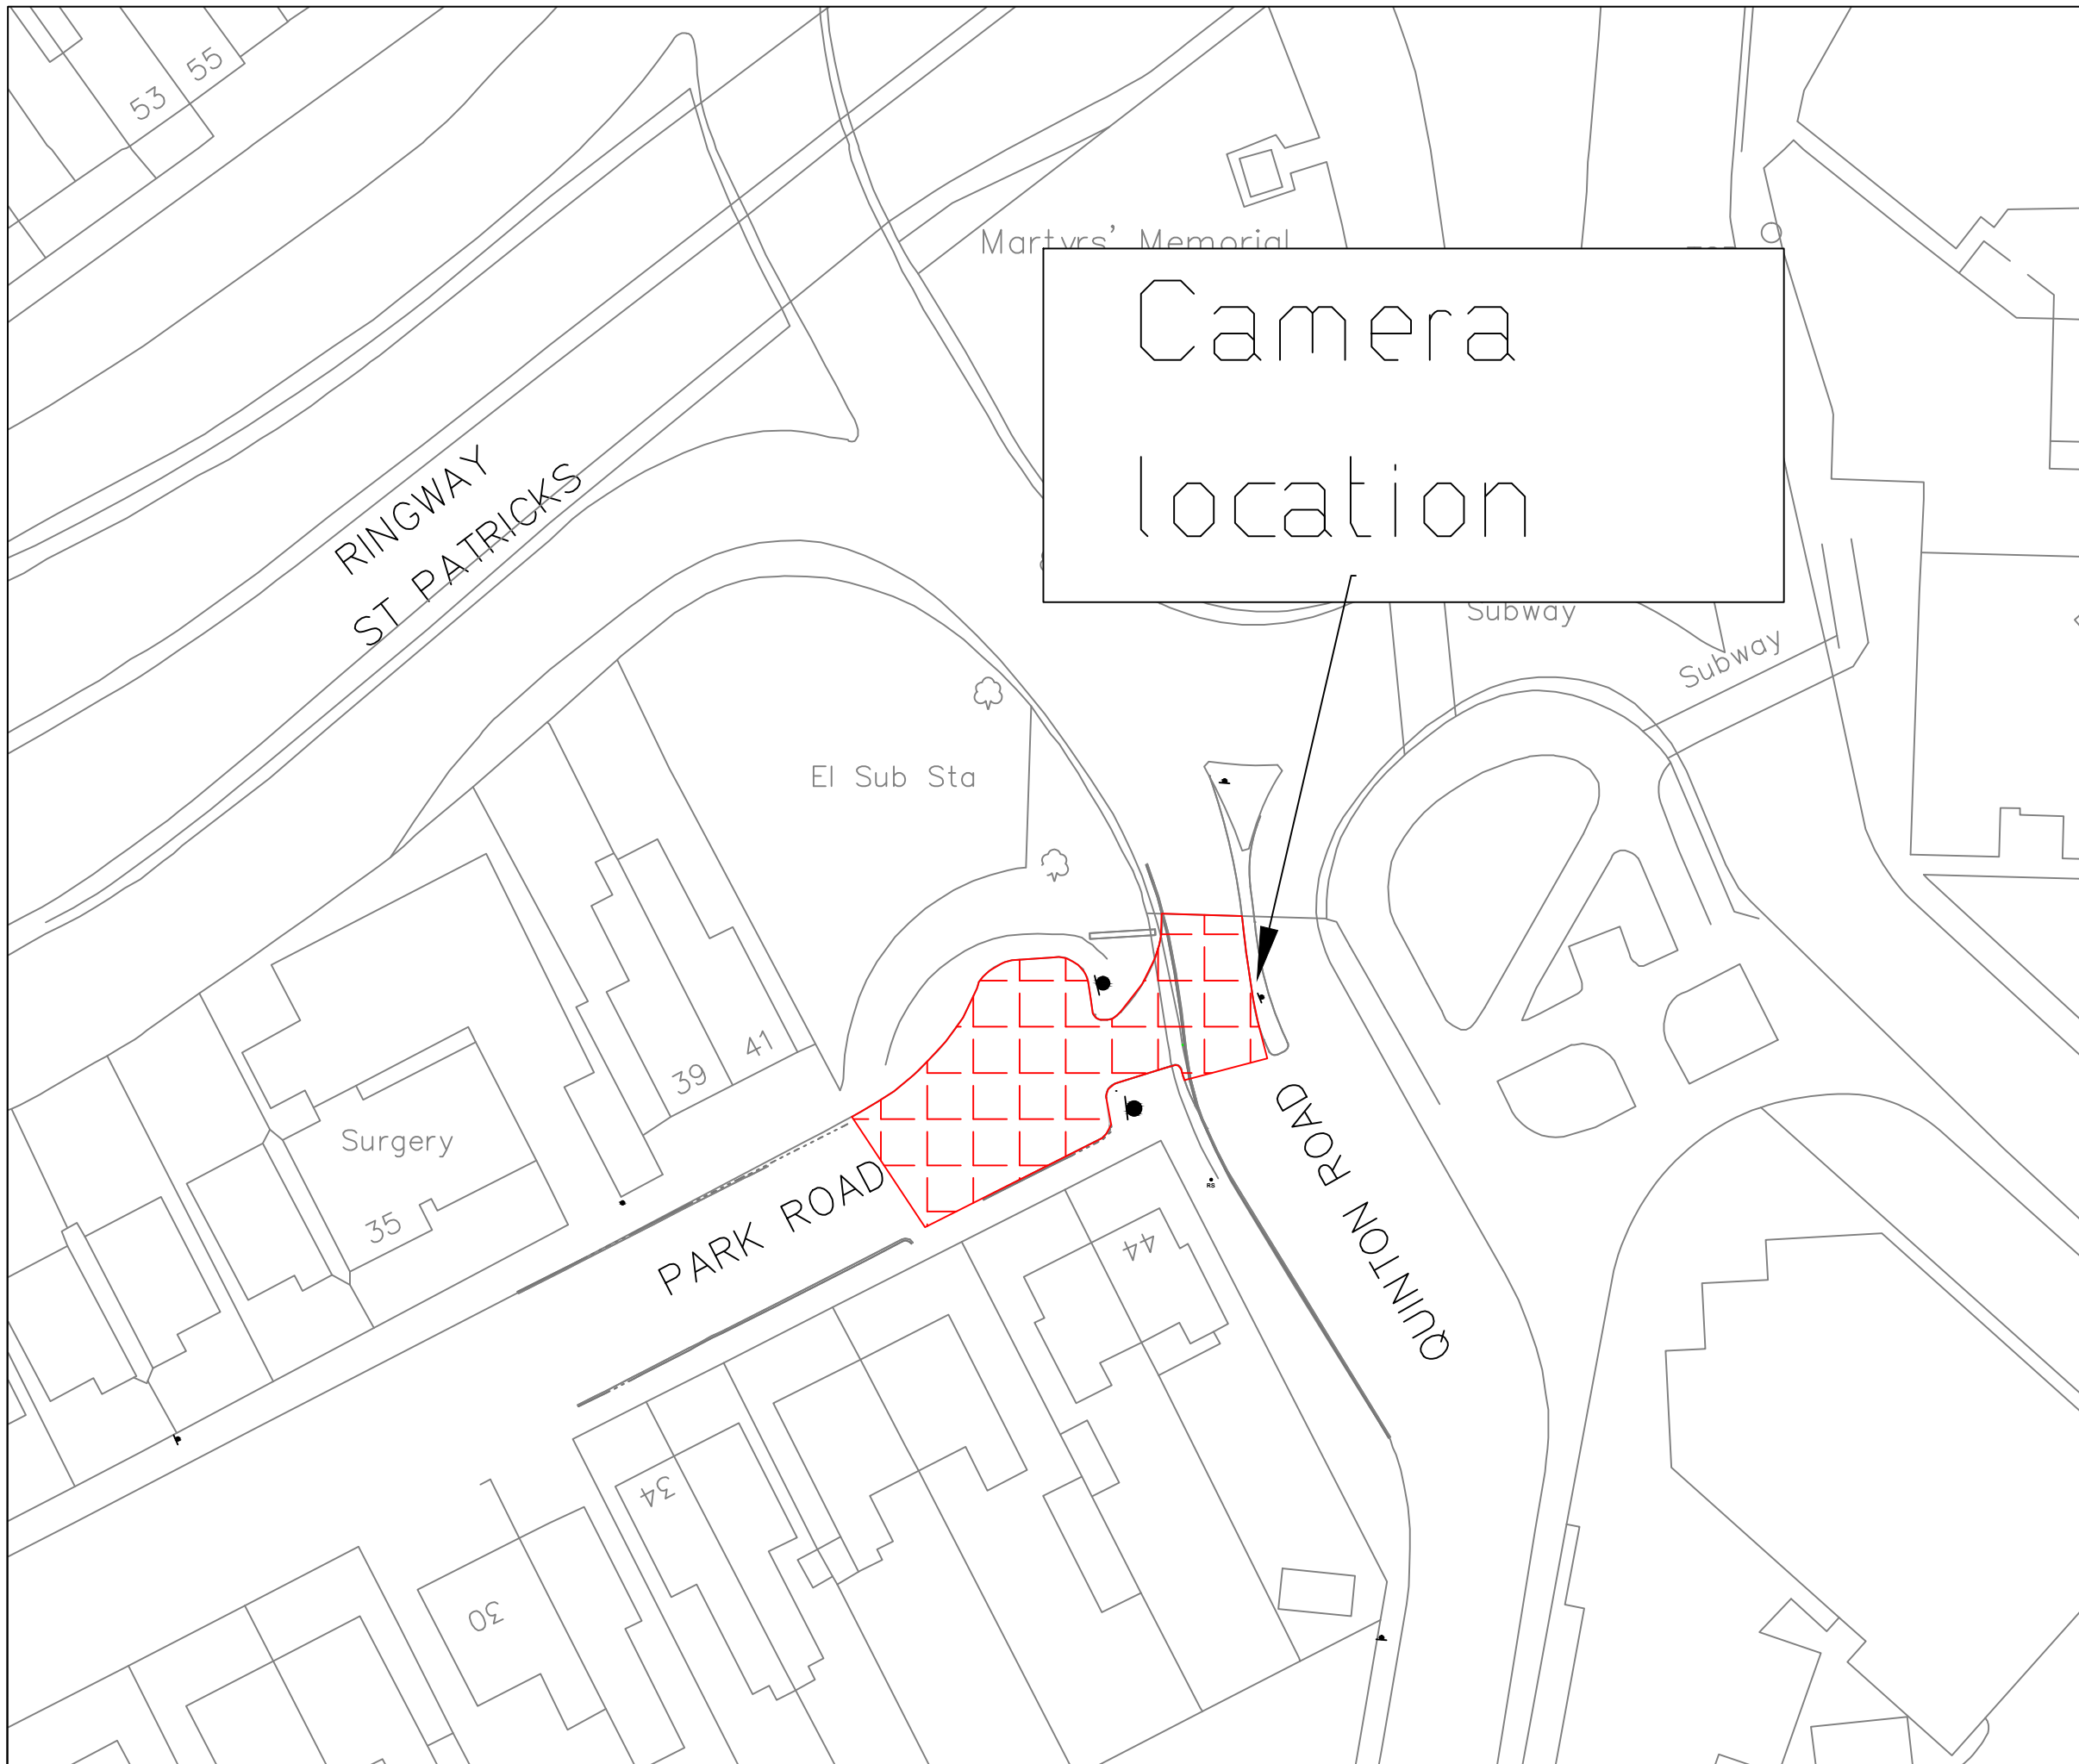 53
55
Martyrs' Memorial
Camera
location
RINGWAY
ST PATRICKS
Subway
Subway
El Sub Sta
39
41
Surgery
35
PARK ROAD
QUINTON ROAD
RS
44
34
30